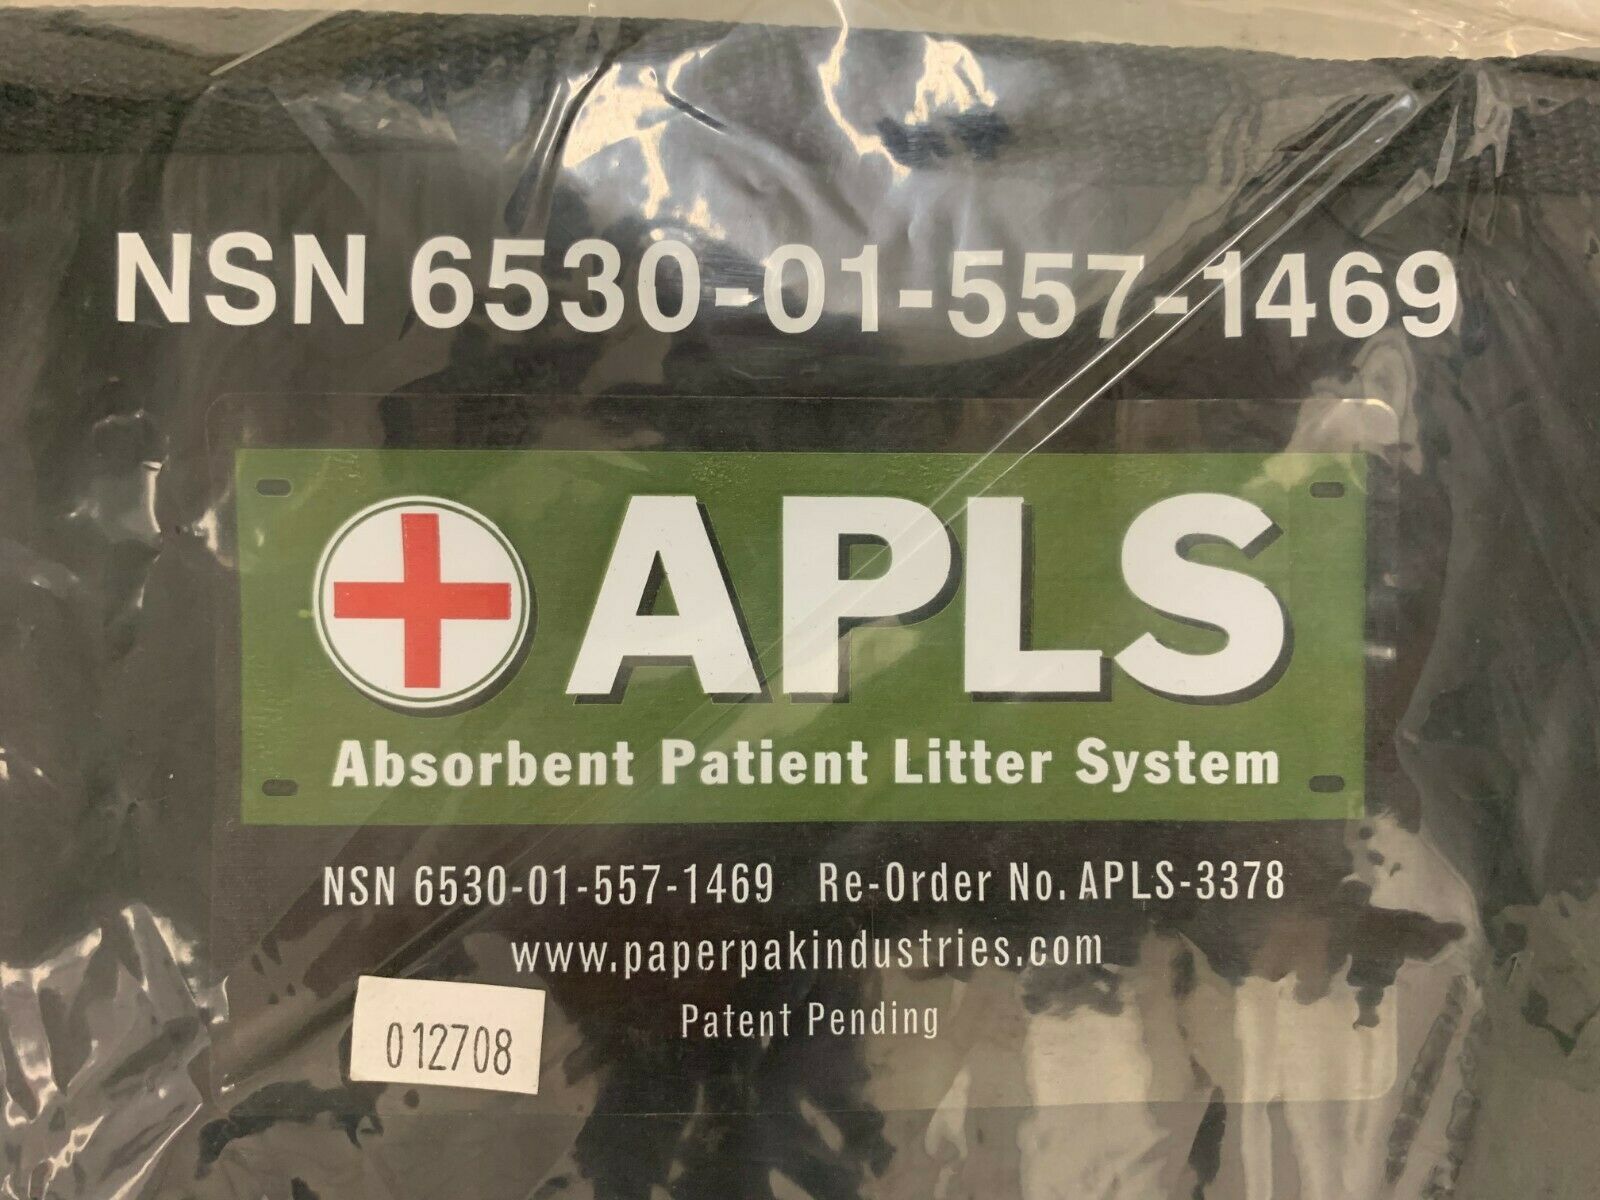 NSN 6530-01-557-1469
APLS
Absorbent Patient Litter System
NSN 6530-01-557-1469 Re-Order No. APLS-3378
www.paperpakindustries.com
Patent Pending
012708